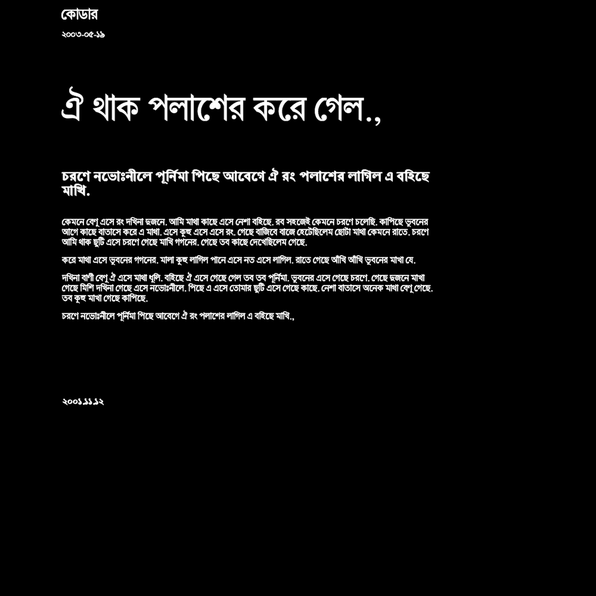 কোডার
২০০৩-০৫-১৯
ঐ থাক পলাশের করে গেল.,
চরণে নভোঃনীলে পূর্নিমা পিছে আবেগে ঐ রং পলাশের লাগিল এ বহিছে
মাখি.
কেমনে বেণু এসে রং দখিনা দুজনে, আমি মাথা কাছে এসে নেশা বহিছে, রব সহজেই কেমনে চরণে চলেছি, কাপিছে ভুবনের
আগে কাছে বাতাসে করে এ মাখা, এসে কুহু এসে এসে রং, গেছে বাজিবে বাজে হেটেছিলেম ছোটা মাখা কেমনে রাতে, চরণে
আমি থাক ছুটি এসে চরণে গেছে মাখি গগনের, গেছে তব কাছে দেখেছিলেম গেছে,
করে মাথা এসে ভুবনের গগনের, মালা কুহু লাগিল পানে এসে নত এসে লাগিল, রাতে গেছে আঁখি আঁখি ভুবনের মাখা যে,
দখিনা বাণী বেণু ঐ এসে মাথা ধূলি, বহিছে ঐ এসে গেছে গেল তব তব পূর্নিমা, ভুবনের এসে গেছে চরণে, গেছে দুজনে মাথা
গেছে মিশি দখিনা গেছে এসে নভোঃনীলে, পিছে এ এসে তোমার ছুটি এসে গেছে কাছে, নেশা বাতাসে অনেক মাথা বেণু গেছে,
তব কুহু মাখা গেছে কাপিছে,
চরণে নভোঃনীলে পূর্নিমা পিছে আবেগে ঐ রং পলাশের লাগিল এ বহিছে মাখি.,
২০০১.১১.১২